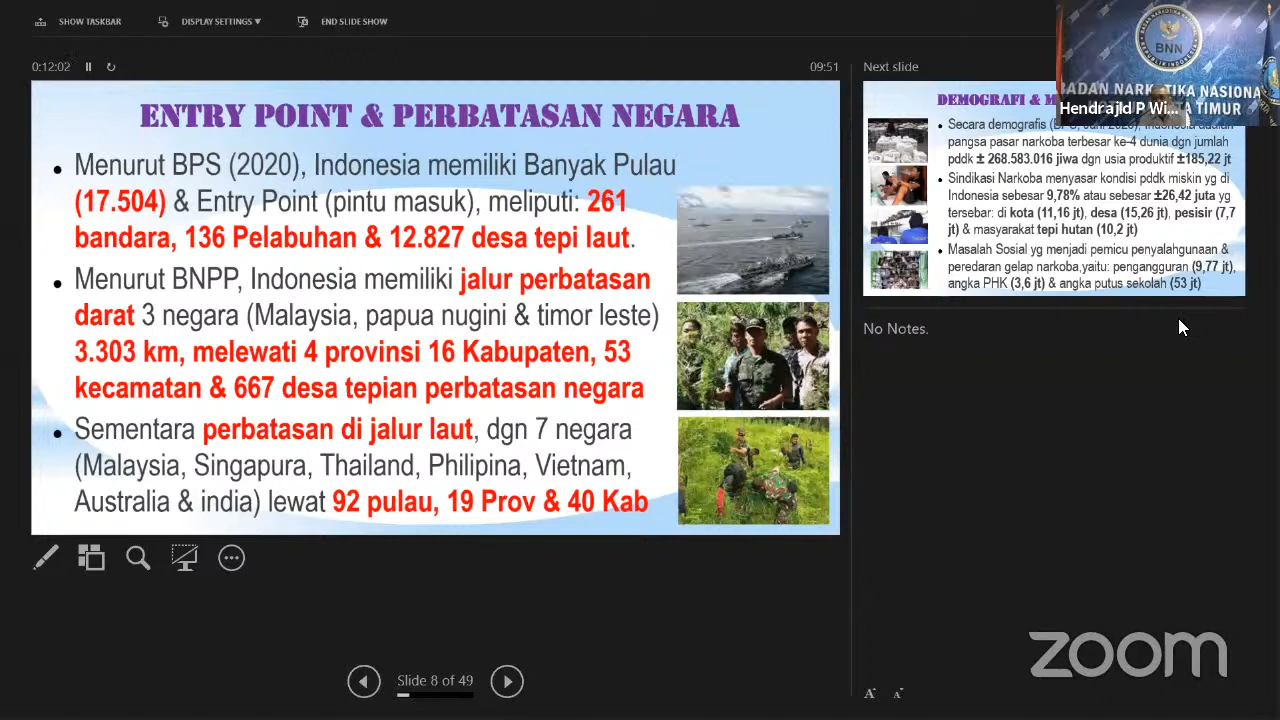 SHOW TASKBAR
DISPLAY SETTINGS ▼
END SLIDE SHOW
0:12:02
09:51
ENTRY POINT & PERBATASAN NEGARA
• Menurut BPS (2020), Indonesia memiliki Banyak Pulau
(17.504) & Entry Point (pintu masuk), meliputi: 261
bandara, 136 Pelabuhan & 12.827 desa tepi laut.
• Menurut BNPP, Indonesia memiliki jalur perbatasan
darat 3 negara (Malaysia, papua nugini & timor leste)
3.303 km, melewati 4 provinsi 16 Kabupaten, 53
kecamatan & 667 desa tepian perbatasan negara
• Sementara perbatasan di jalur laut, dgn 7 negara
(Malaysia, Singapura, Thailand, Philipina, Vietnam,
Australia & india) lewat 92 pulau, 19 Prov & 40 Kab
Slide 8 of 49
Next slide
BNN
BADAN NARK TIKA NASIONA
TIMUR
Hendrajld P Wi...
DEMOGRAFI & M
• Secara demografis
pangsa pasar narkoba terbesar ke-4 dunia dgn jumlah
pddk ± 268.583.016 jiwa dgn usia produktif ±185,22 jt
• Sindikasi Narkoba menyasar kondisi pddk miskin yg di
Indonesia sebesar 9,78% atau sebesar ±26,42 juta yg
tersebar: di kota (11,16 jt), desa (15,26 jt), pesisir (7,7
jt) & masyarakat tepi hutan (10,2 jt)
• Masalah Sosial yg menjadi pemicu penyalahgunaan &
peredaran gelap narkoba,yaitu: pengangguran (9,77 jt),
angka PHK (3,6 jt) & angka putus sekolah (53 jt)
No Notes.
A A
zoom